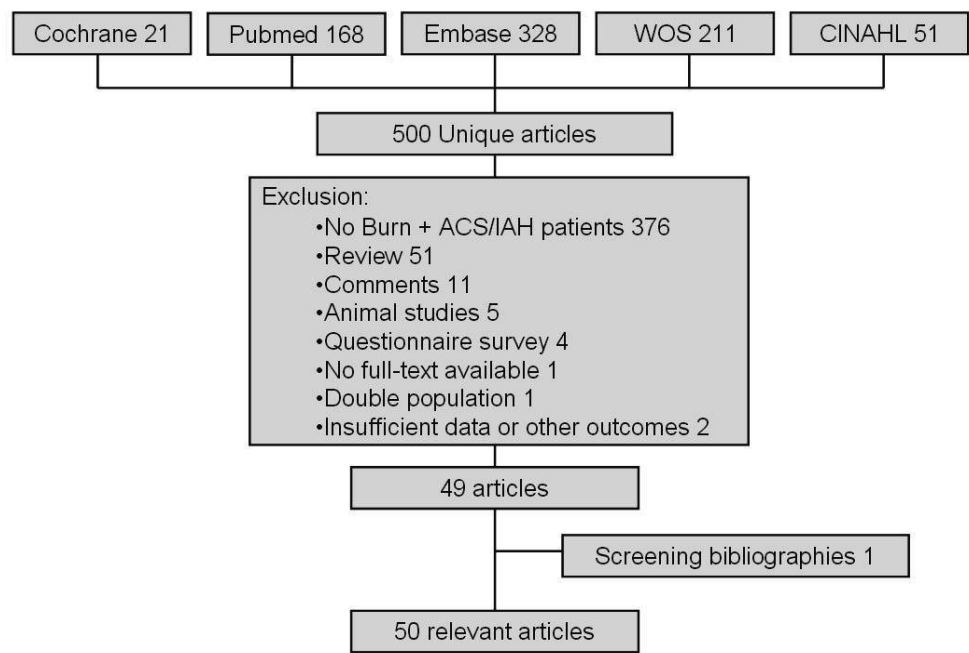 Cochrane 21
Pubmed 168
Embase 328
WOS 211
CINAHL 51
500 Unique articles
Exclusion:
•No Burn + ACS/IAH patients 376
•Review 51
•Comments 11
•Animal studies 5
•Questionnaire survey 4
•No full-text available 1
•Double population 1
•Insufficient data or other outcomes 2
49 articles
Screening bibliographies 1
50 relevant articles